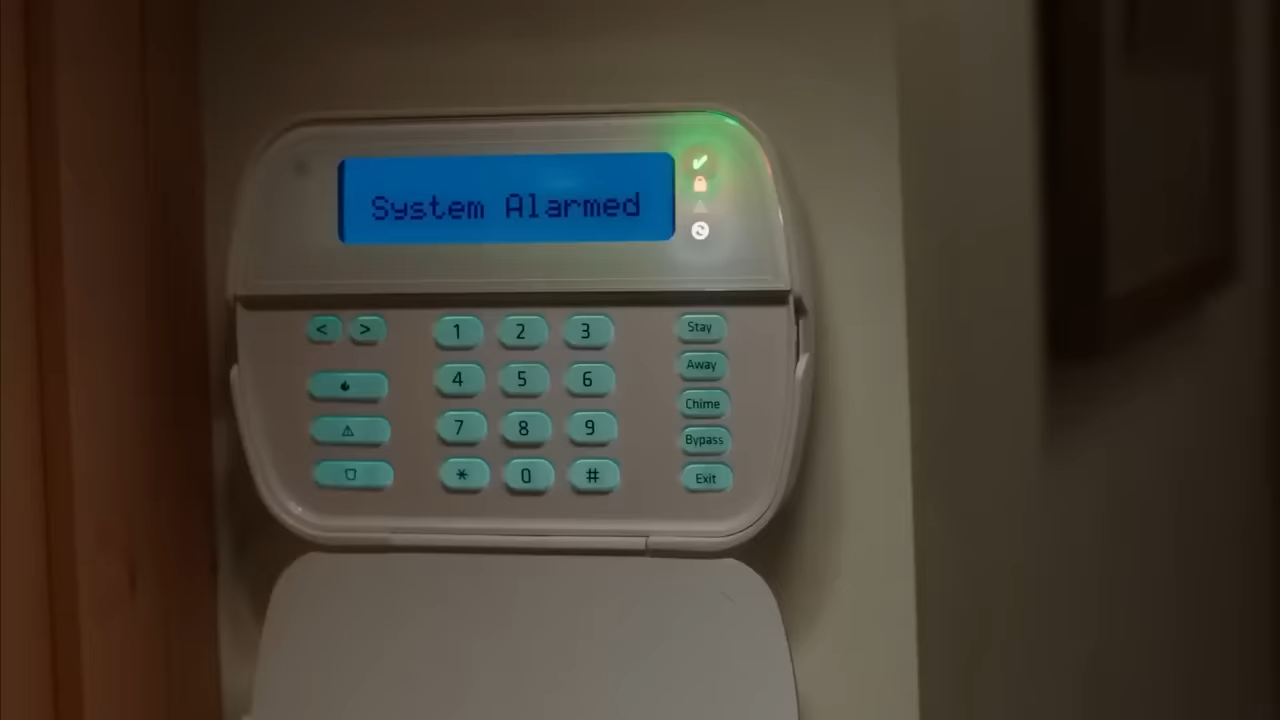 System Alarmed
< > 1 2 3 Stay
4 5 6 Away
7 8 9 Chime
Bypass
* 0 # Exit